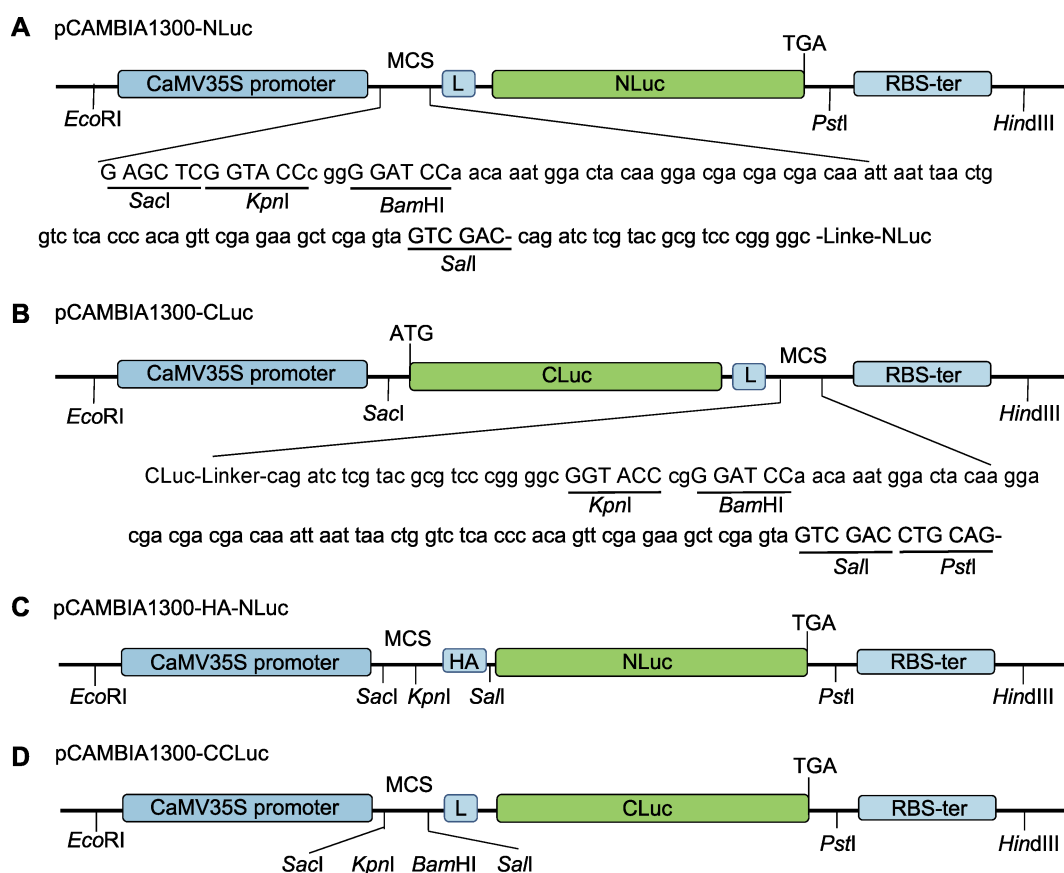 A pCAMBIA1300-NLuc
TGA
MCS
CaMV35S promoter L NLuc RBS-ter
EcoRI PstI HindIII
G AGC TCG GTA CCc ggG GAT CCa aca aat gga cta caa gga cga cga cga caa att aat taa ctg
SacI KpnI BamHI
gtc tca ccc aca gtt cga gaa gct cga gta GTC GAC- cag atc tcg tac gcg tcc cgg ggc -Linke-NLuc
SalI
B pCAMBIA1300-CLuc
ATG
MCS
CaMV35S promoter CLuc L RBS-ter
EcoRI SacI HindIII
CLuc-Linker-cag atc tcg tac gcg tcc cgg ggc GGT ACC cgG GAT CCa aca aat gga cta caa gga
KpnI BamHI
cga cga cga caa att aat taa ctg gtc tca ccc aca gtt cga gaa gct cga gta GTC GAC CTG CAG-
SalI PstI
C pCAMBIA1300-HA-NLuc
TGA
MCS
CaMV35S promoter HA NLuc RBS-ter
EcoRI SacI KpnI SalI PstI HindIII
D pCAMBIA1300-CCLuc
TGA
MCS
CaMV35S promoter L CLuc RBS-ter
EcoRI PstI HindIII
SacI KpnI BamHI SalI